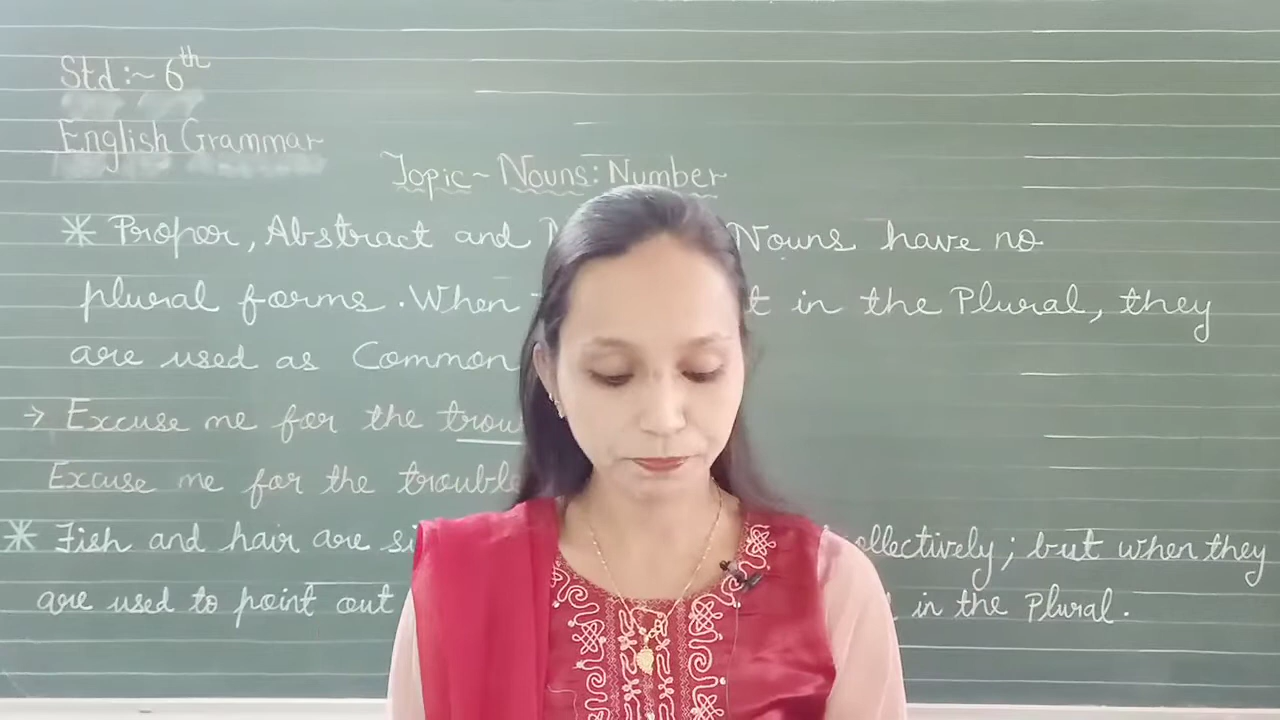 Std :~ 6th
English Grammar
Topic~ Nouns: Number
* Proper, Abstract and Nouns have no
plural forms. When in the Plural, they
are used as Common
→ Excuse me for the
Excuse me for the trouble
* Fish and hair are collectively; but when they
are used to point out in the Plural.